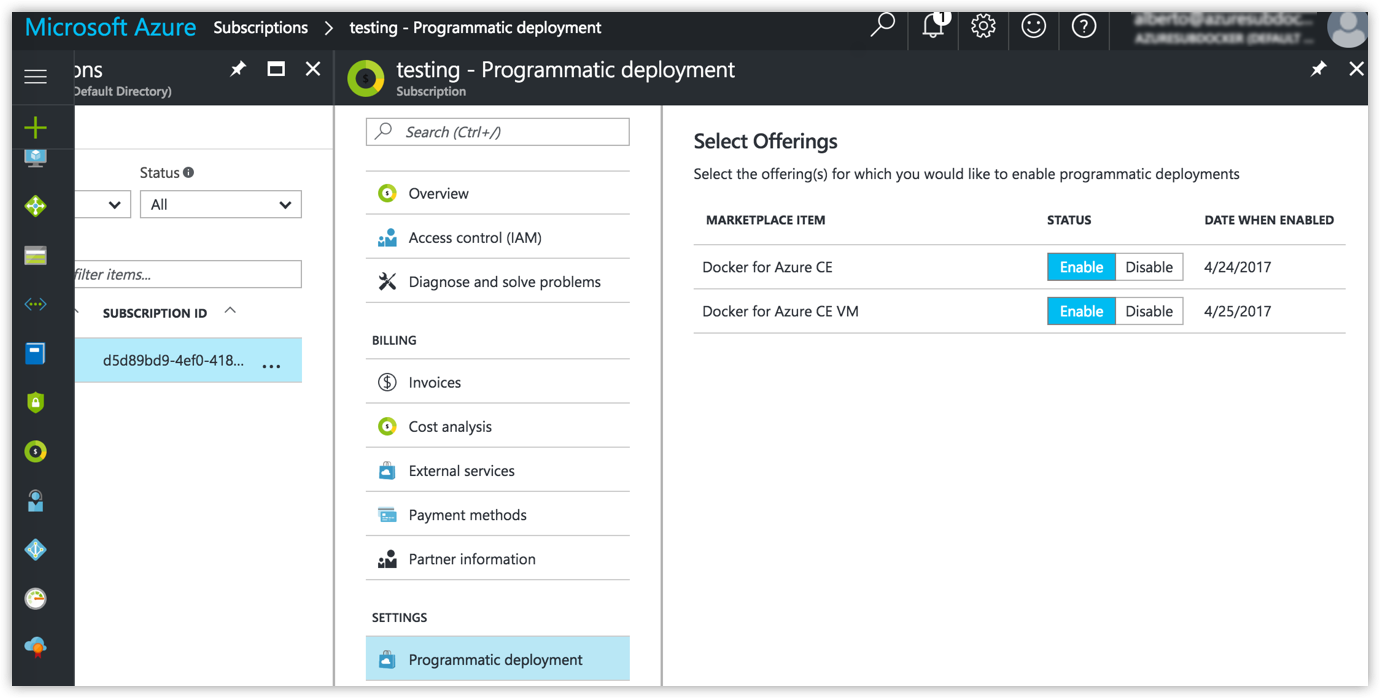 Microsoft Azure Subscriptions > testing - Programmatic deployment
1
ons
Default Directory)
testing - Programmatic deployment
Subscription
Status
All
filter items...
SUBSCRIPTION ID
d5d89bd9-4ef0-418... ...
Search (Ctrl+/)
Overview
Access control (IAM)
Diagnose and solve problems
BILLING
Invoices
Cost analysis
External services
Payment methods
Partner information
SETTINGS
Programmatic deployment
Select Offerings
Select the offering(s) for which you would like to enable programmatic deployments
MARKETPLACE ITEM STATUS DATE WHEN ENABLED
Docker for Azure CE Enable Disable 4/24/2017
Docker for Azure CE VM Enable Disable 4/25/2017